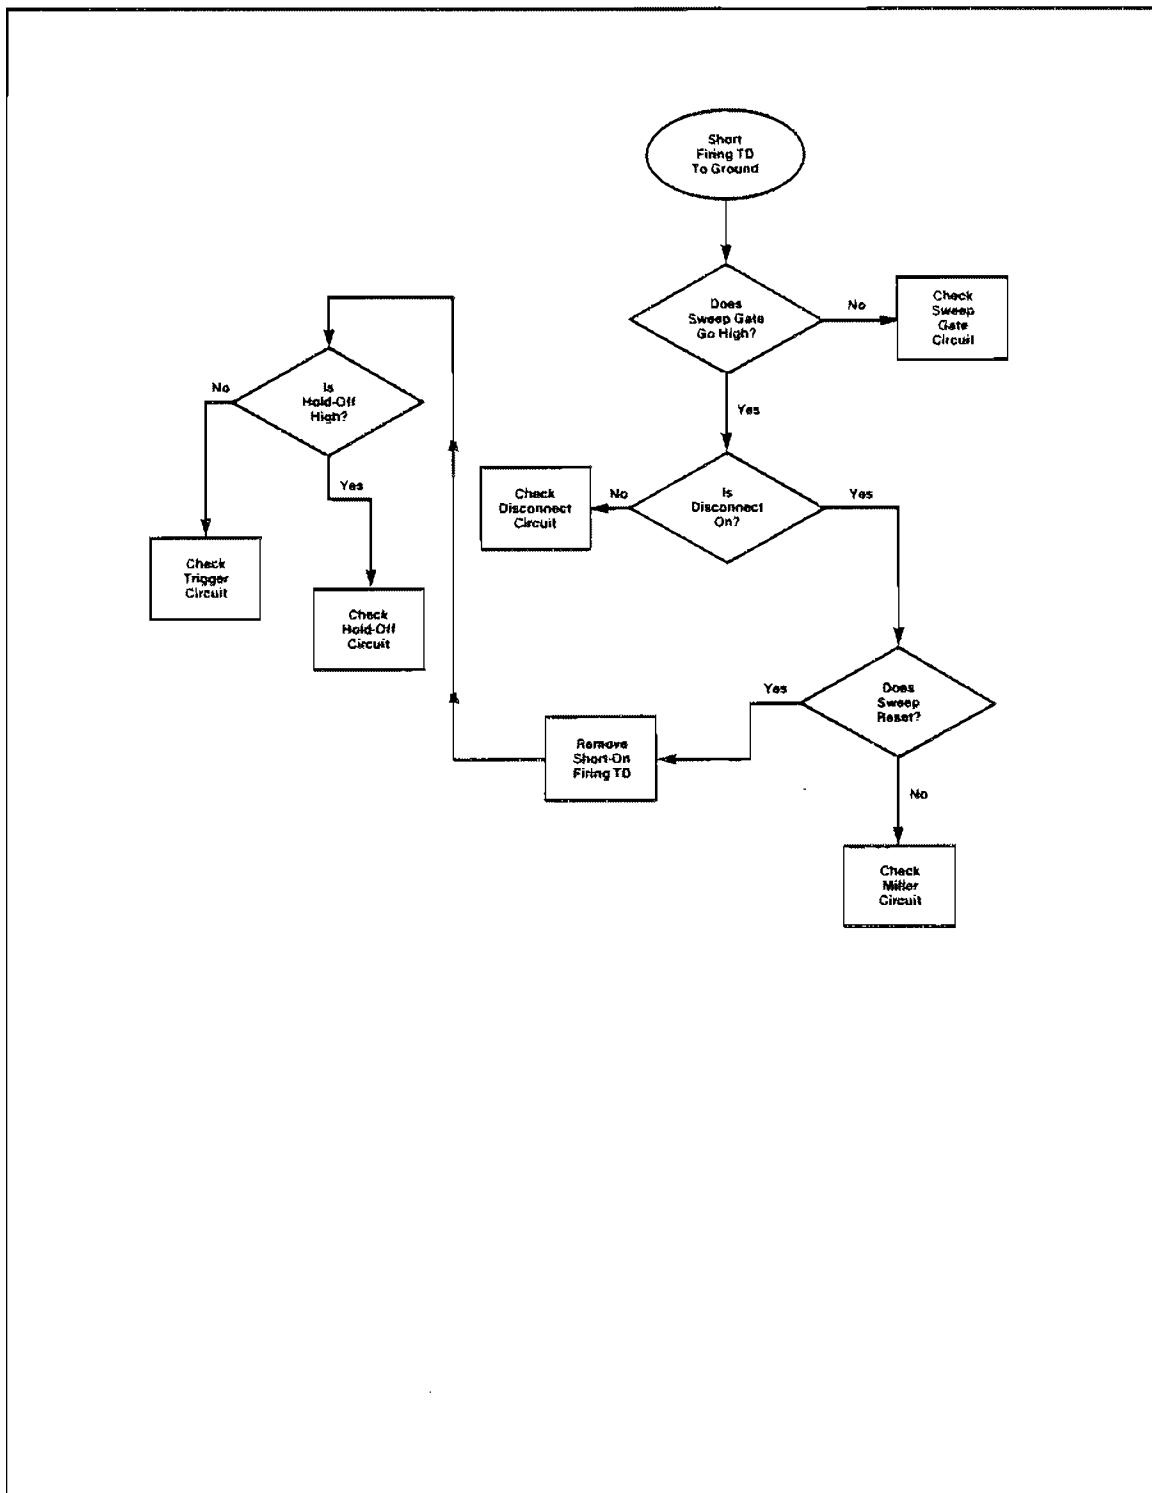 Short
Firing TD
To Ground
Does
Sweep Gate
Go High?
No
Check
Sweep
Gate
Circuit
Yes
Is
Disconnect
On?
No
Check
Disconnect
Circuit
Yes
Does
Sweep
Reset?
No
Check
Miller
Circuit
Yes
Remove
Short-On
Firing TD
Is
Hold-Off
High?
No
Check
Trigger
Circuit
Yes
Check
Hold-Off
Circuit